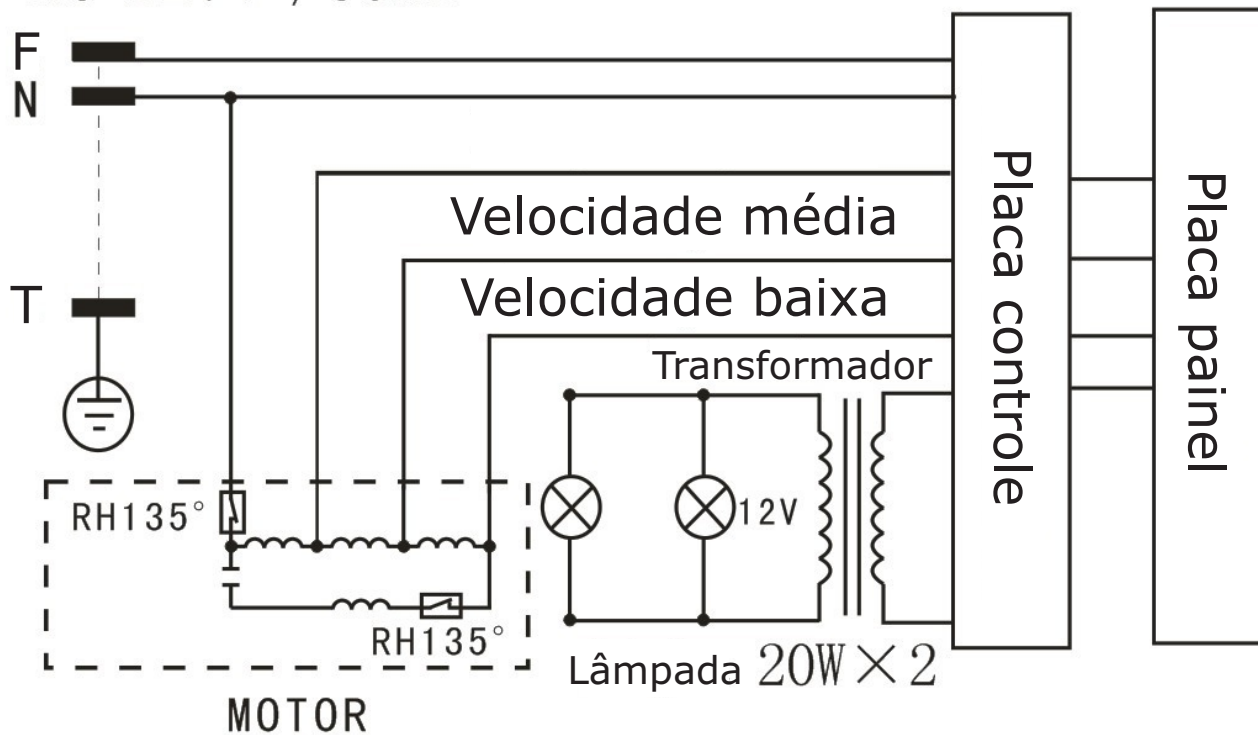 F
N
T
Velocidade média
Velocidade baixa
Transformador
RH135°
12V
RH135°
Lâmpada 20W×2
MOTOR
Placa controle
Placa painel